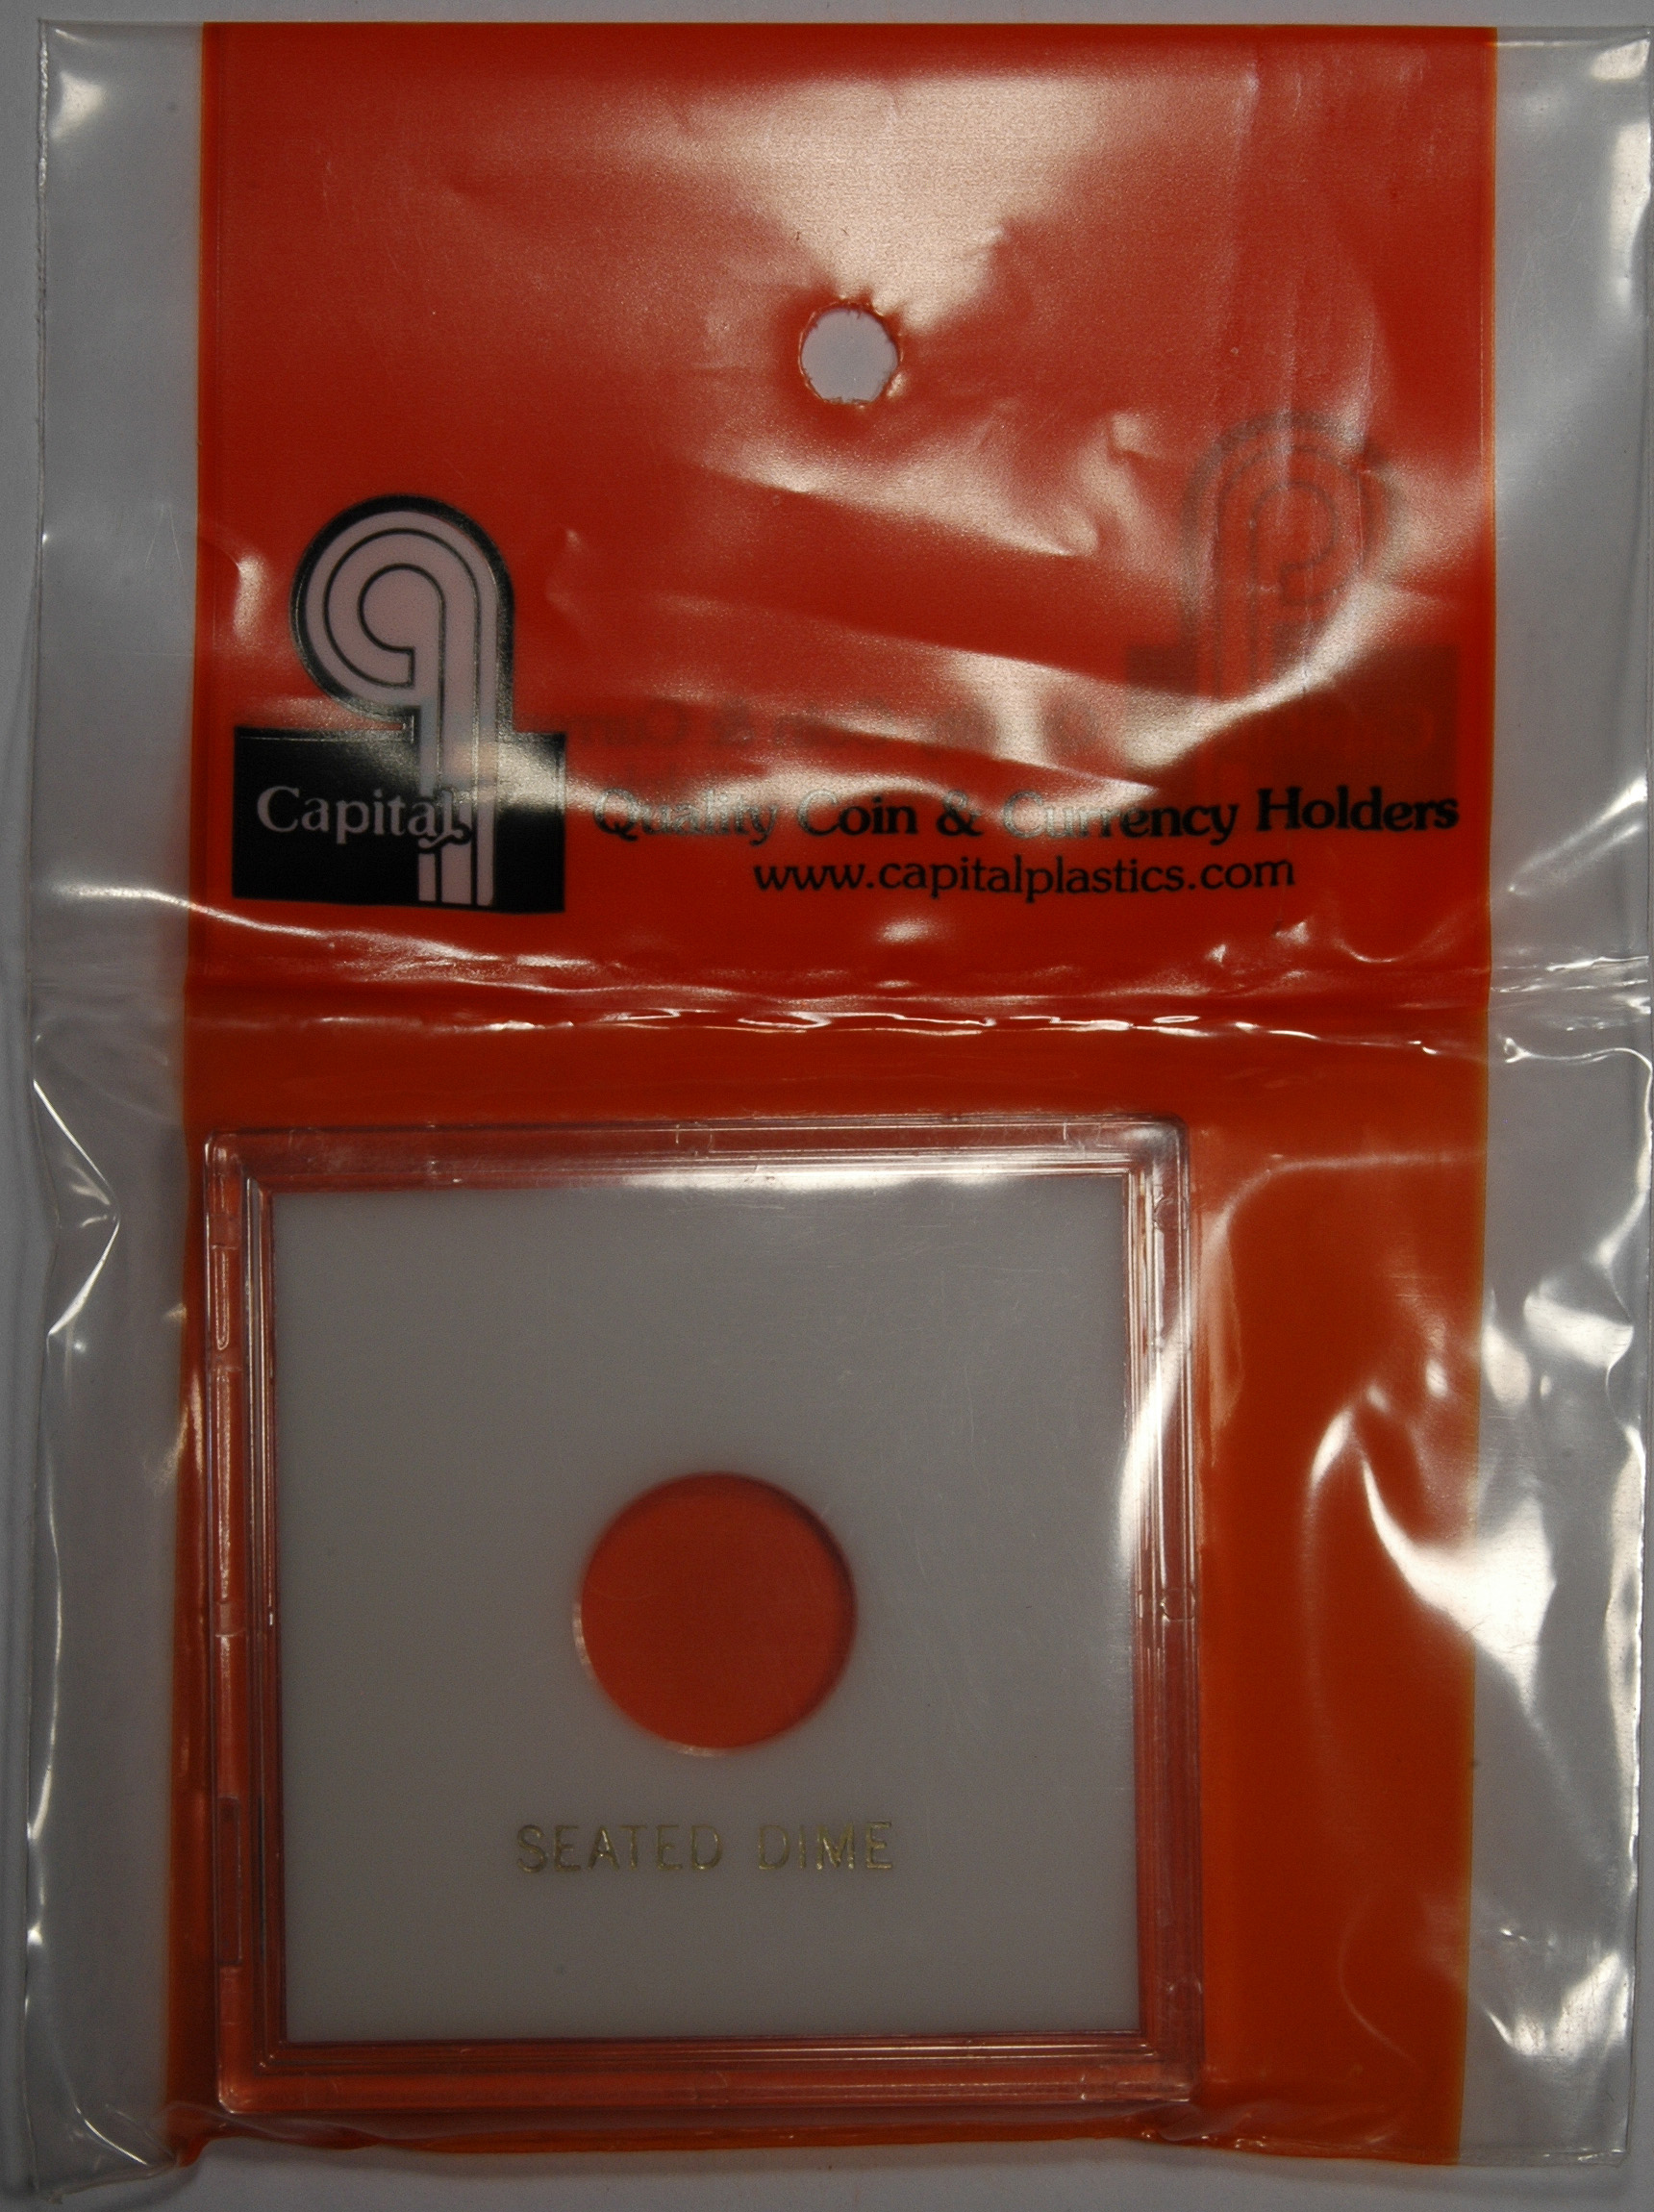 Capital
Quality Coin & Currency Holders
www.capitalplastics.com
SEATED DIME